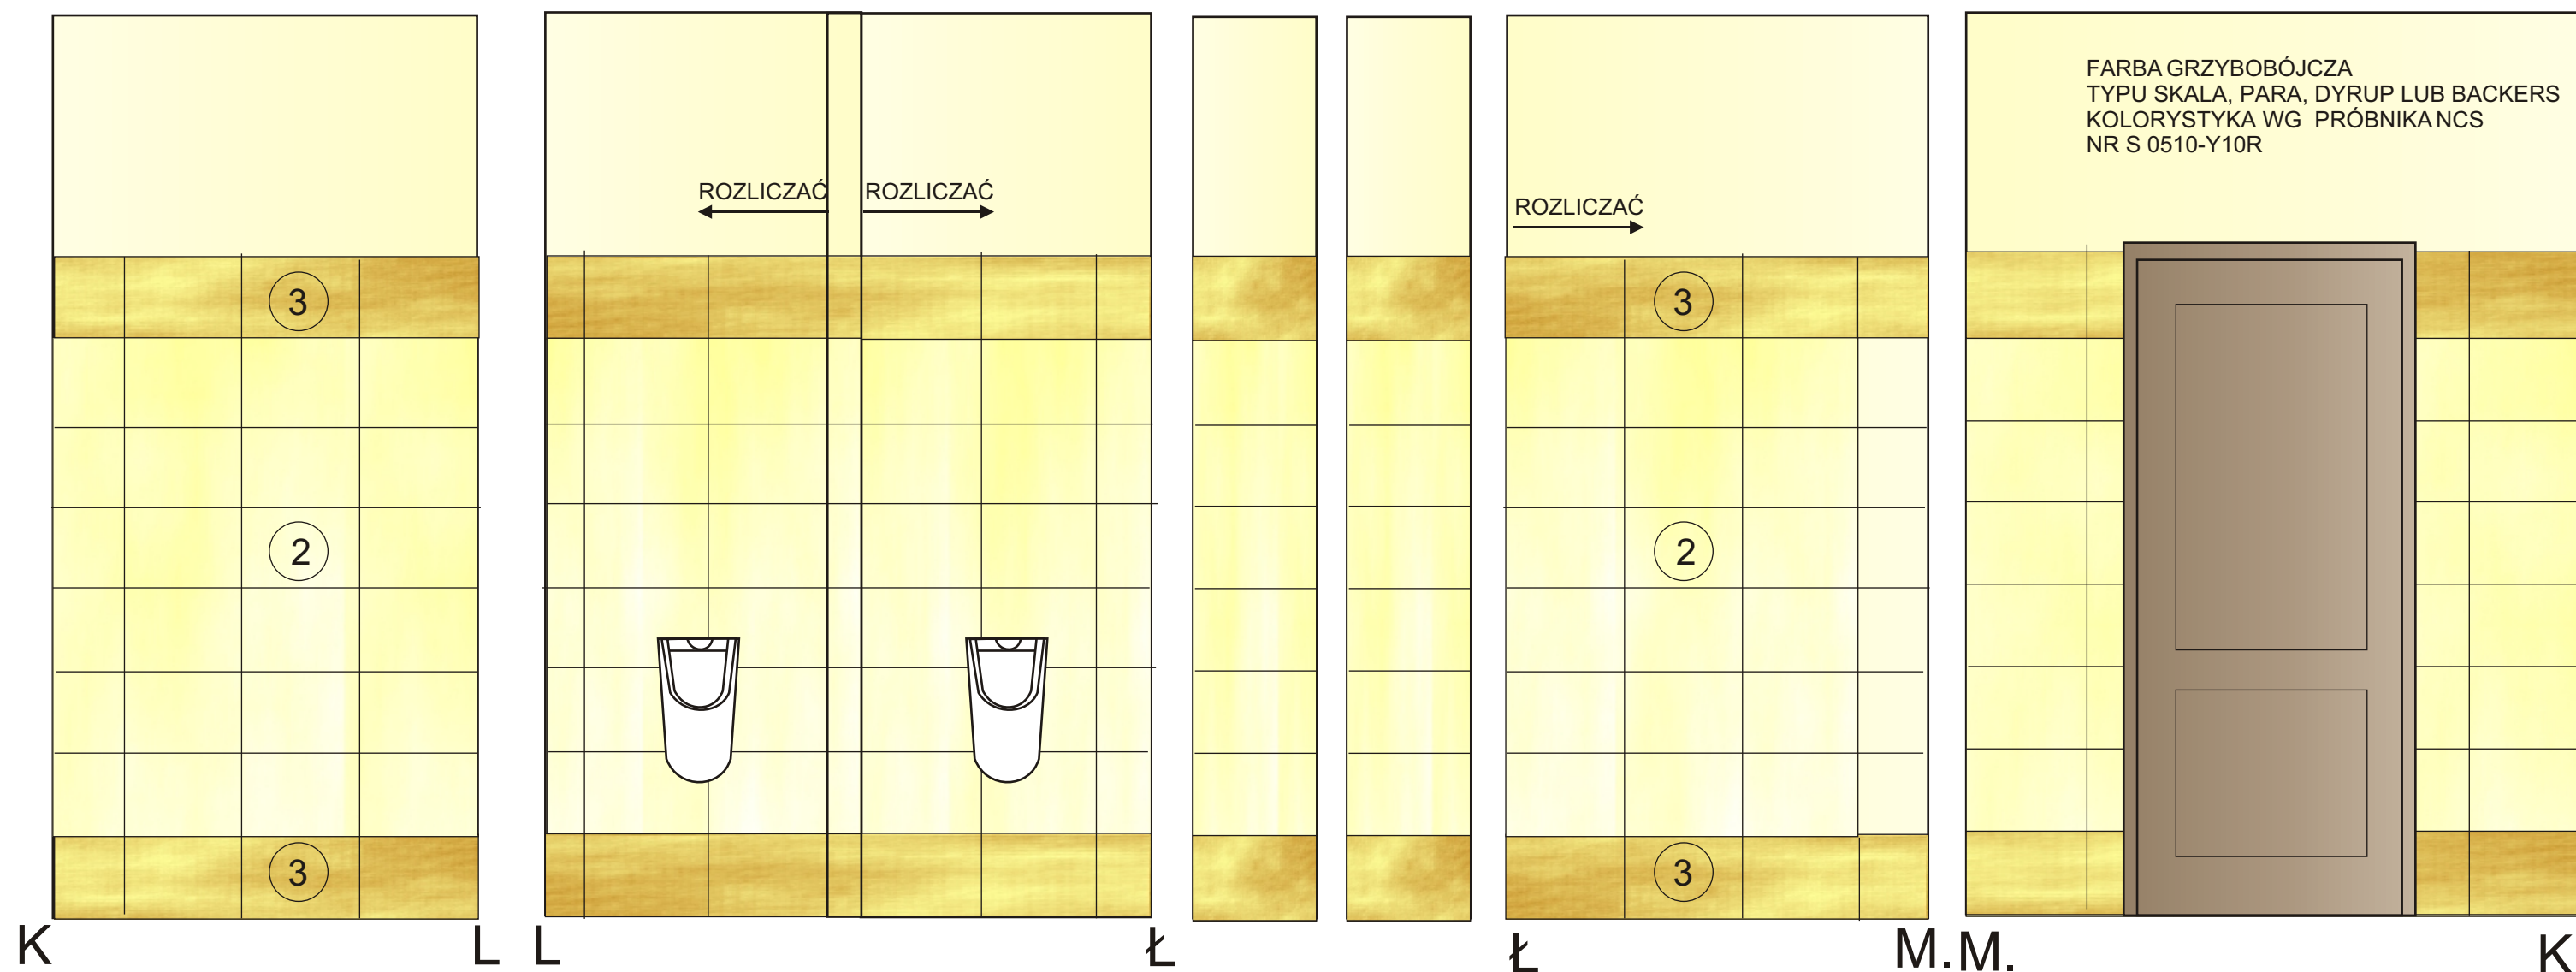 FARBA GRZYBOBÓJCZA
TYPU SKALA, PARA, DYRUP LUB BACKERS
KOLORYSTYKA WG PRÓBNIKA NCS
NR S 0510-Y10R
ROZLICZAĆ ROZLICZAĆ
ROZLICZAĆ
3 3
2 2
3 3
K L L Ł Ł M. M. K